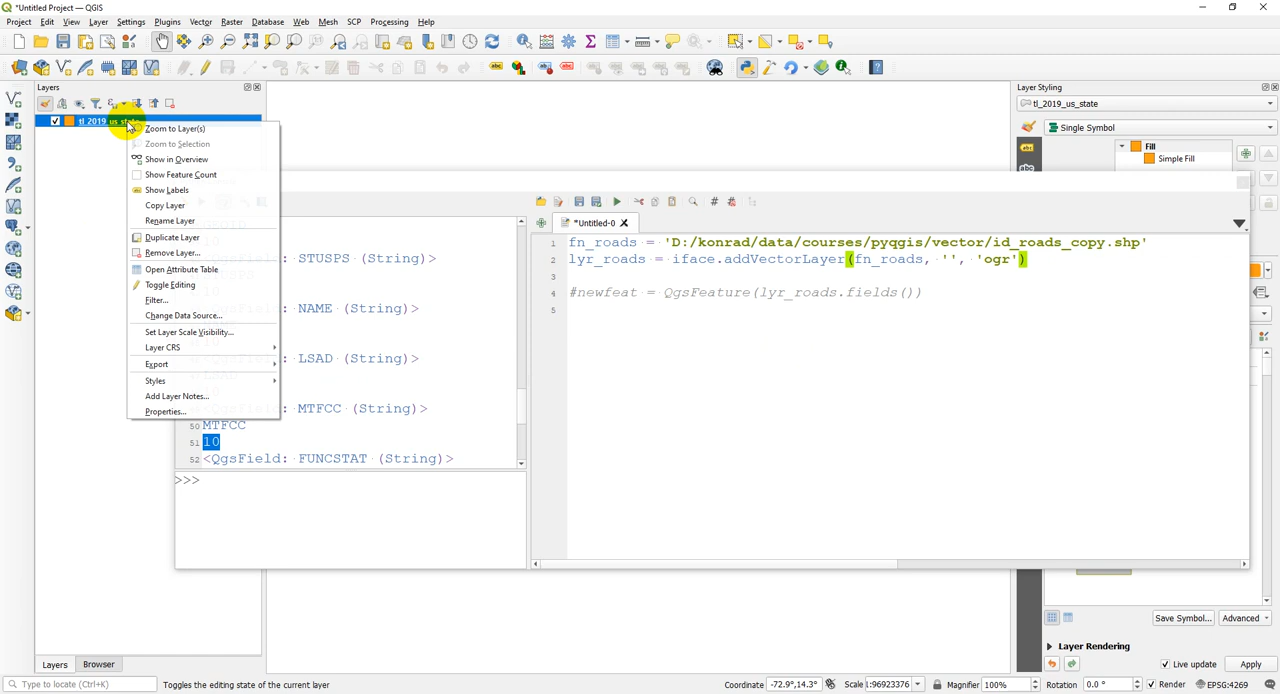 *Untitled Project — QGIS
Project Edit View Layer Settings Plugins Vector Raster Database Web Mesh SCP Processing Help
Layers
Layer Styling
tl_2019_us_state
tl_2019_us_state
Single Symbol
Fill
Simple Fill
Zoom to Layer(s)
Zoom to Selection
Show in Overview
Show Feature Count
Show Labels
Copy Layer
Rename Layer
Duplicate Layer
Remove Layer...
Open Attribute Table
Toggle Editing
Filter...
Change Data Source...
Set Layer Scale Visibility...
Layer CRS
Export
Styles
Add Layer Notes...
Properties...
: STUSPS (String)>
: NAME (String)>
: LSAD (String)>
: MTFCC (String)>
50 MTFCC
51 10
52 <QgsField: FUNCSTAT (String)>
>>>
*Untitled-0
1 fn_roads = 'D:/konrad/data/courses/pyqgis/vector/id_roads_copy.shp'
2 lyr_roads = iface.addVectorLayer(fn_roads, '', 'ogr')
3
4 #newfeat = QgsFeature(lyr_roads.fields())
5
Save Symbol... Advanced
Layer Rendering
Live update Apply
Layers Browser
Type to locate (Ctrl+K) Toggles the editing state of the current layer Coordinate -72.9°,14.3° Scale 1:96923376 Magnifier 100% Rotation 0.0 ° Render EPSG:4269